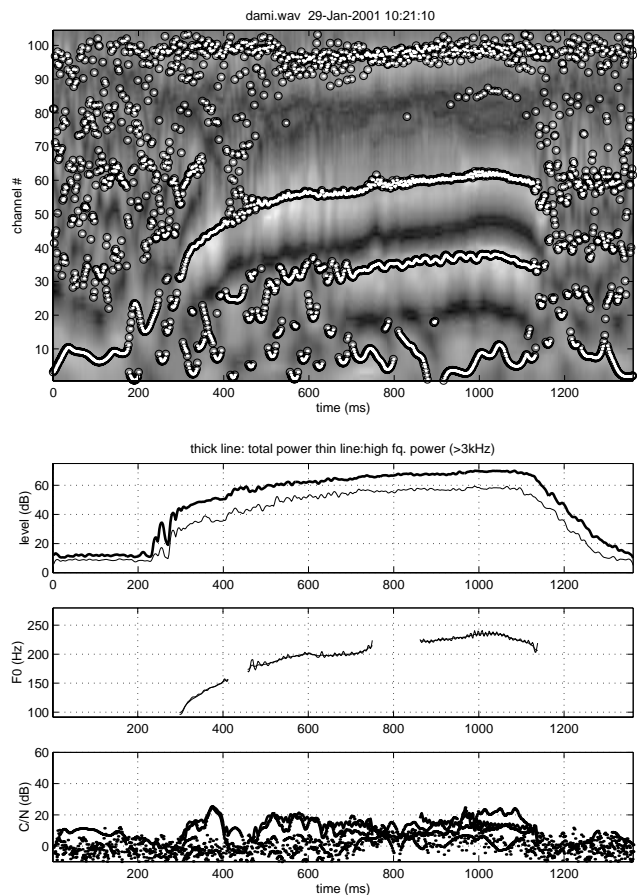 dami.wav  29-Jan-2001 10:21:10
100
90
80
70
60
50
40
30
20
10
channel #
0 200 400 600 800 1000 1200
time (ms)
thick line: total power thin line:high fq. power (>3kHz)
60
40
20
0
level (dB)
0 200 400 600 800 1000 1200
250
200
150
100
F0 (Hz)
200 400 600 800 1000 1200
60
40
20
0
C/N (dB)
200 400 600 800 1000 1200
time (ms)